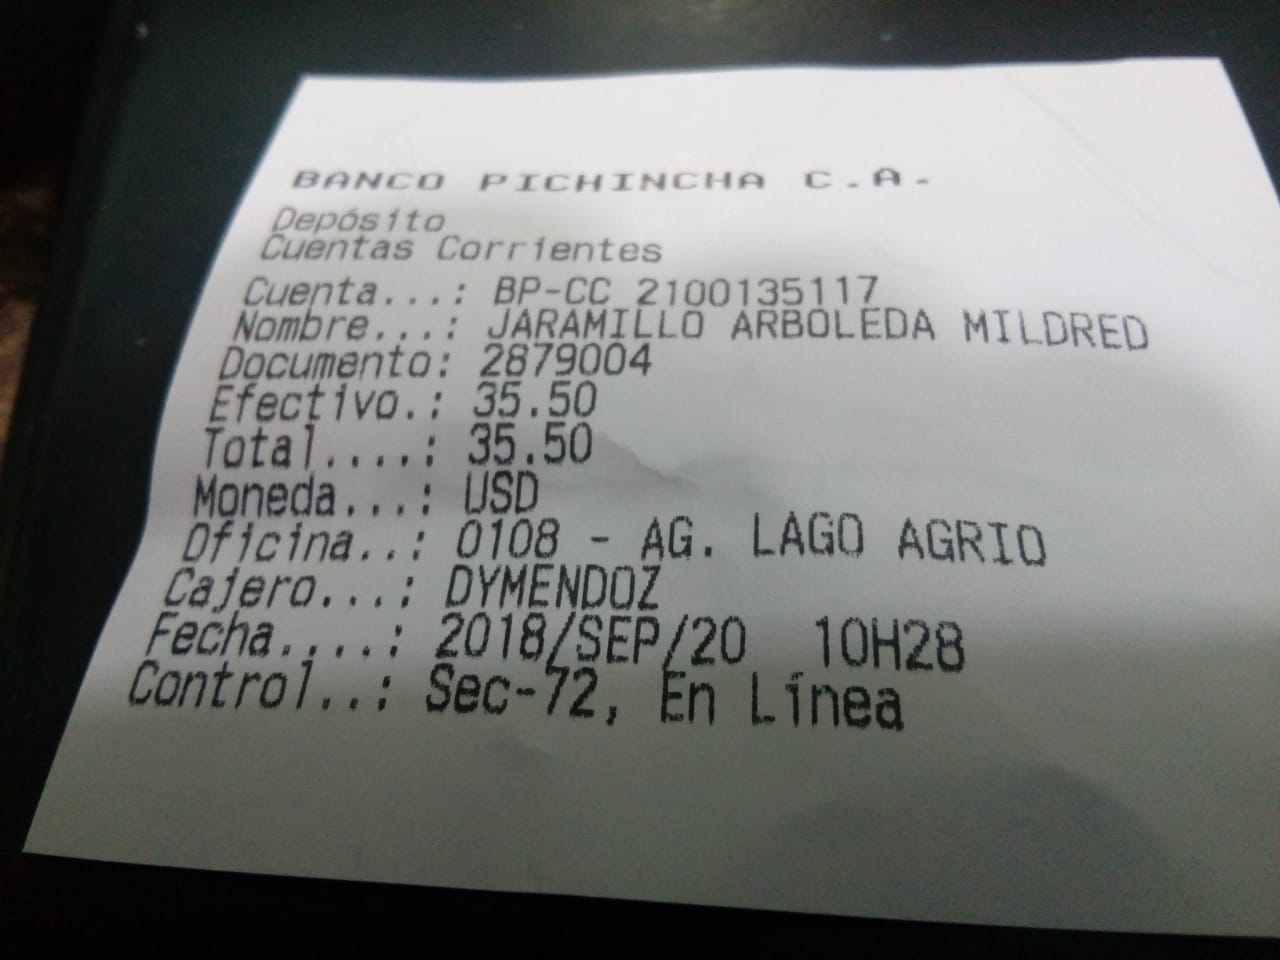 BANCO PICHINCHA C.A.
Depósito
Cuentas Corrientes
Cuenta...: BP-CC 2100135117
Nombre...: JARAMILLO ARBOLEDA MILDRED
Documento: 2879004
Efectivo.: 35.50
Total....: 35.50
Moneda...: USD
Oficina..: 0108 - AG. LAGO AGRIO
Cajero...: DYMENDOZ
Fecha....: 2018/SEP/20 10H28
Control..: Sec-72, En Línea